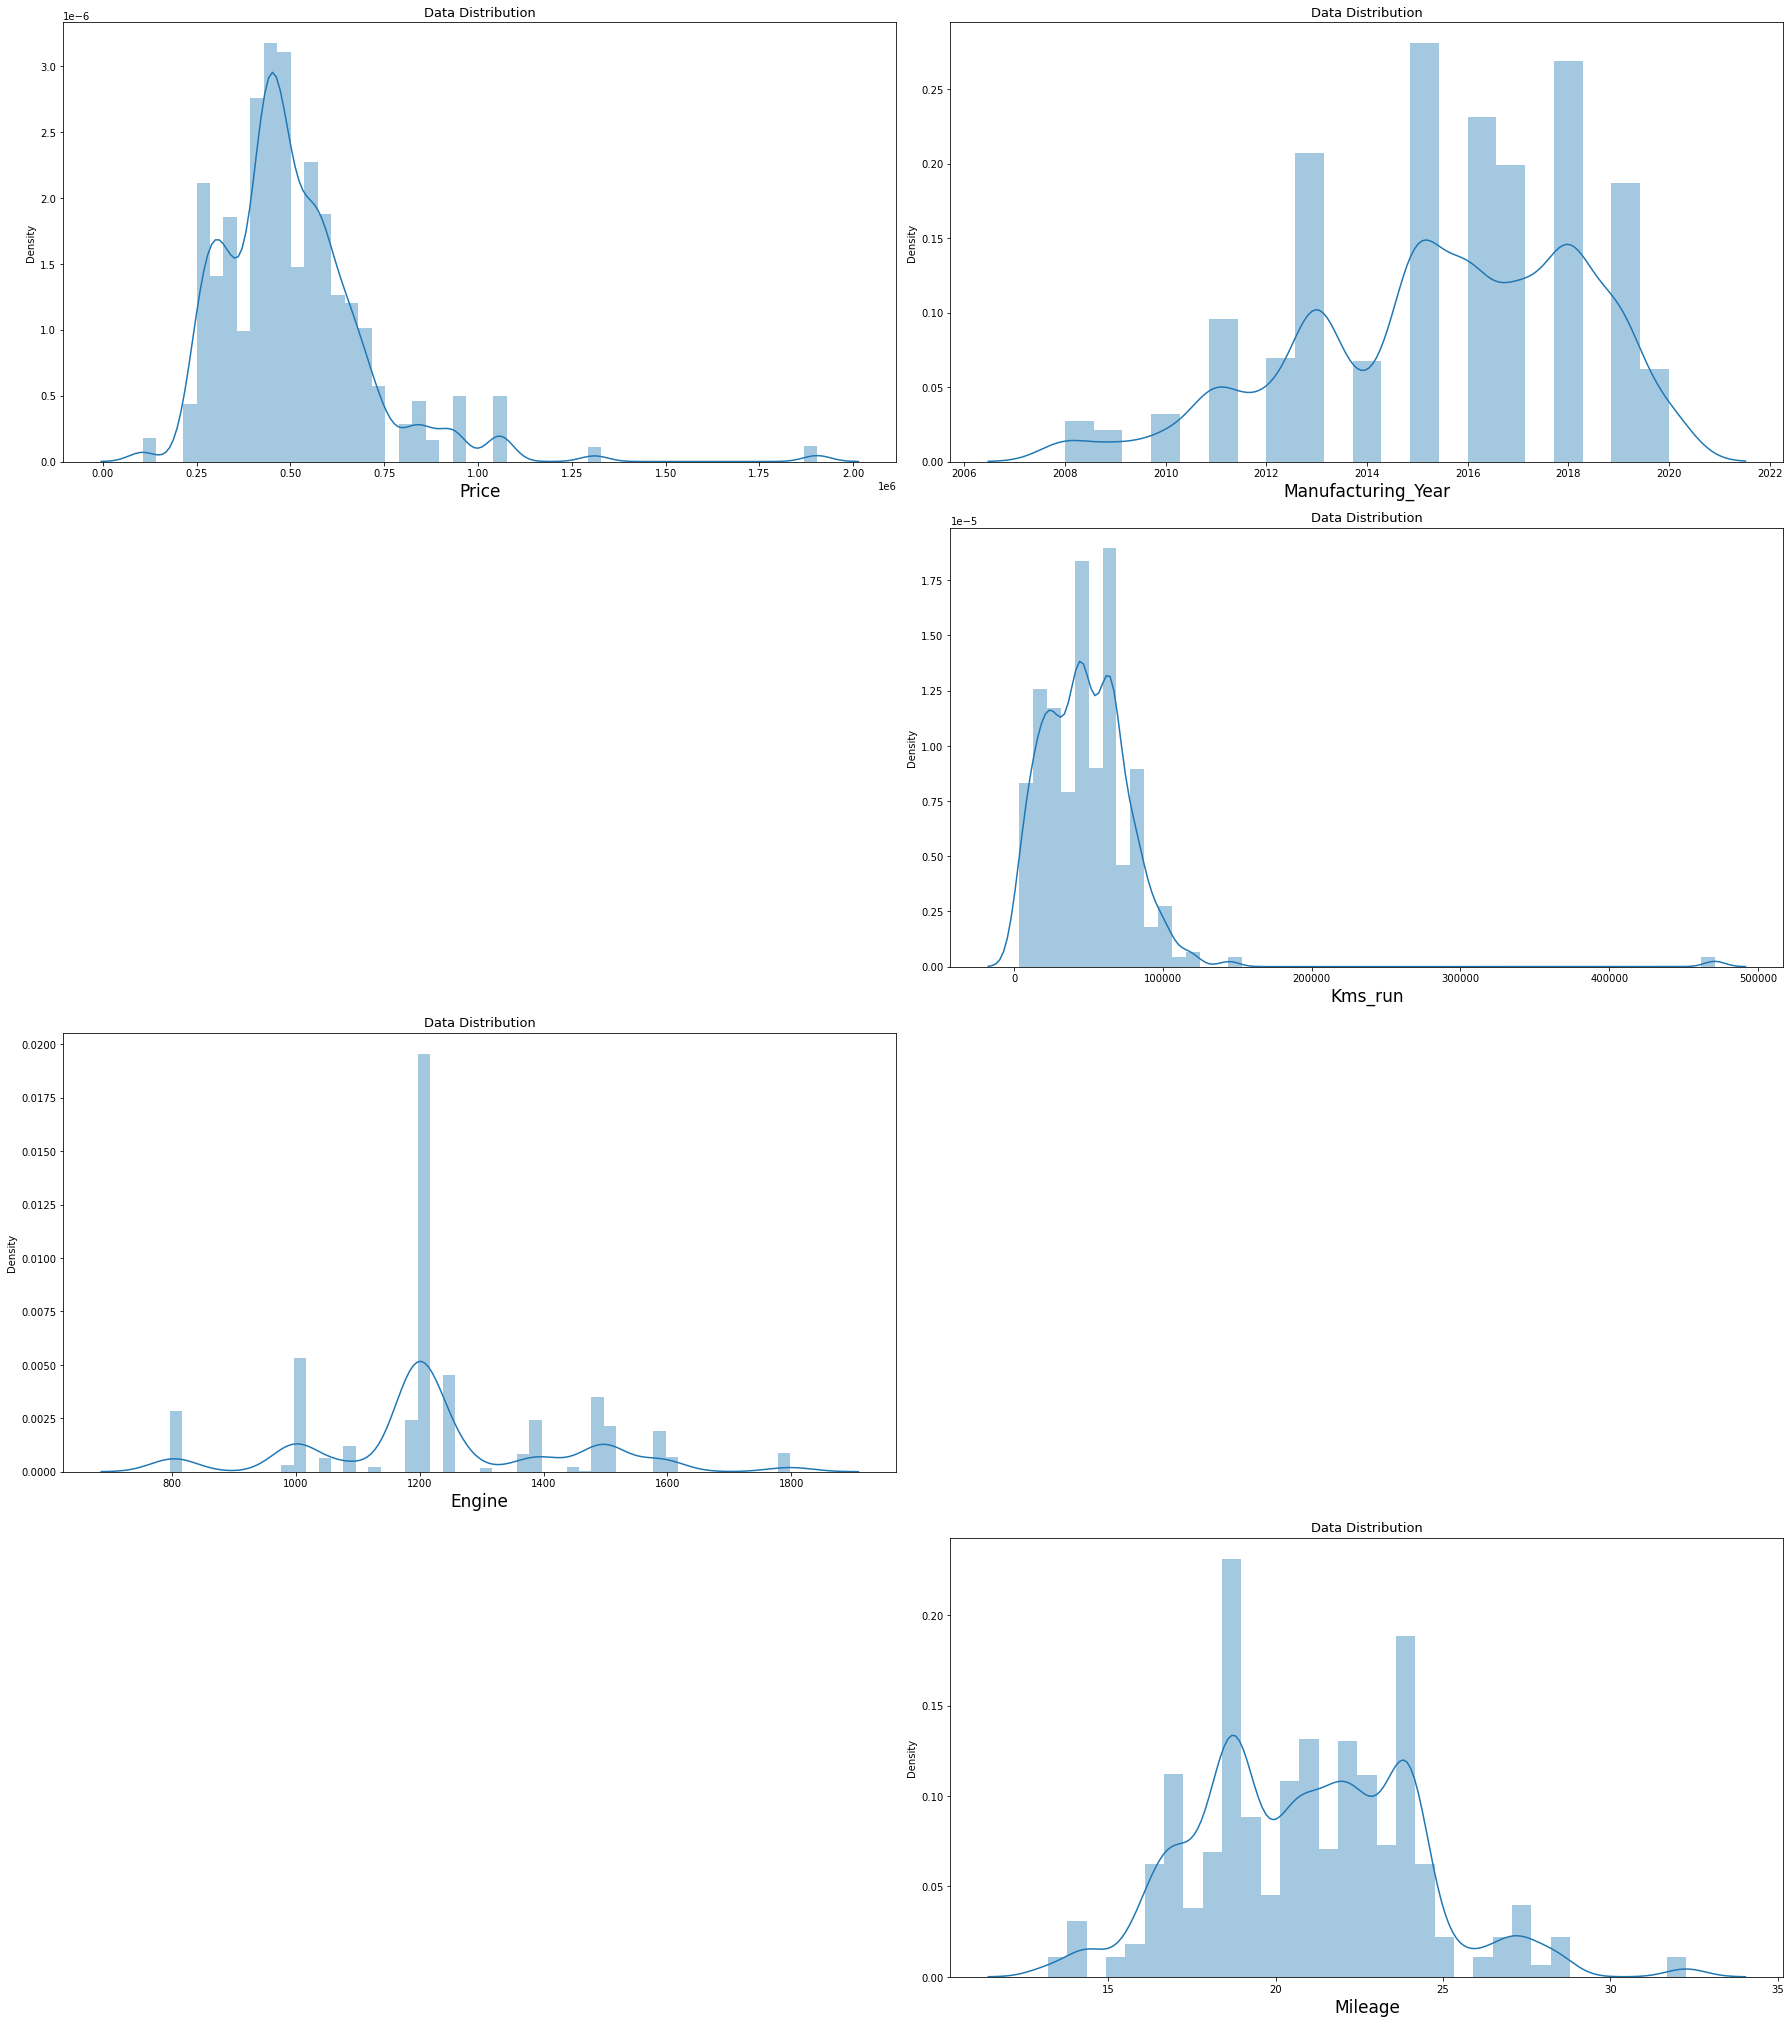 Data Distribution
1e−6
Density
3.0
2.5
2.0
1.5
1.0
0.5
0.0
0.00 0.25 0.50 0.75 1.00 1.25 1.50 1.75 2.00
1e6
Price
Data Distribution
Density
0.25
0.20
0.15
0.10
0.05
0.00
2006 2008 2010 2012 2014 2016 2018 2020 2022
Manufacturing_Year
Data Distribution
1e−5
Density
1.75
1.50
1.25
1.00
0.75
0.50
0.25
0.00
0 100000 200000 300000 400000 500000
Kms_run
Data Distribution
Density
0.0200
0.0175
0.0150
0.0125
0.0100
0.0075
0.0050
0.0025
0.0000
800 1000 1200 1400 1600 1800
Engine
Data Distribution
Density
0.20
0.15
0.10
0.05
0.00
15 20 25 30 35
Mileage